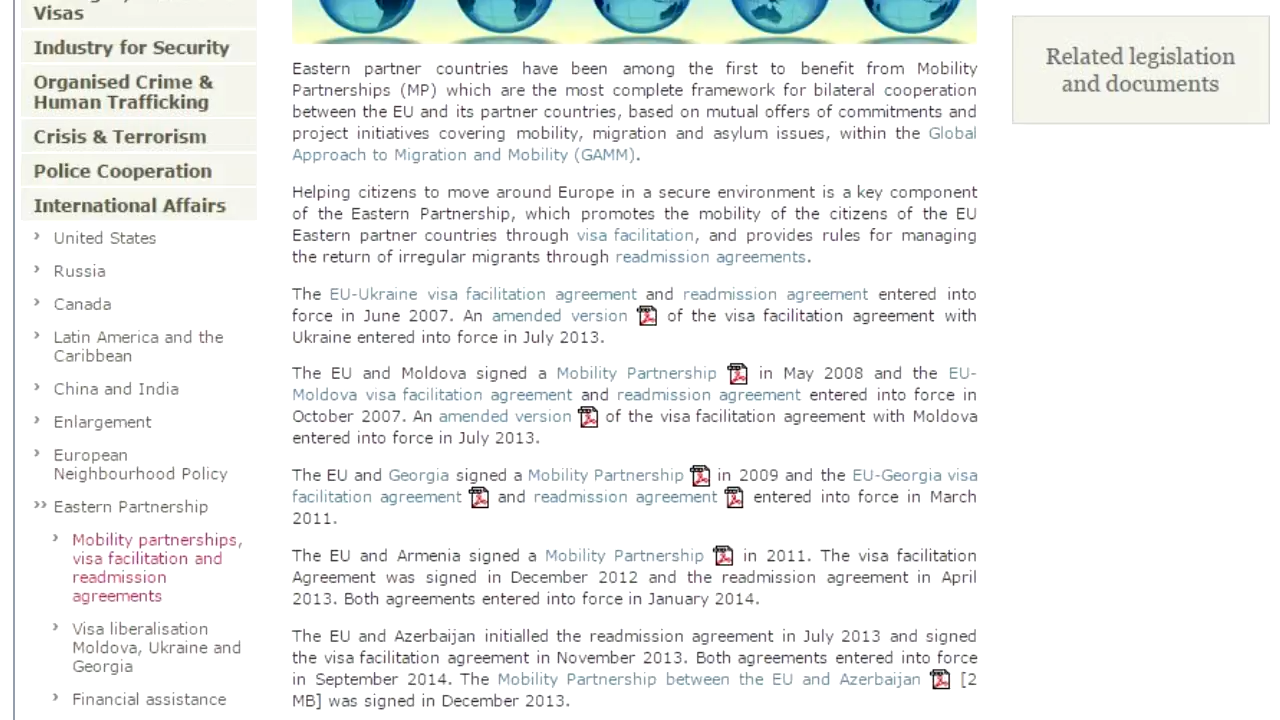 Visas
Industry for Security
Organised Crime &
Human Trafficking
Crisis & Terrorism
Police Cooperation
International Affairs
United States
Russia
Canada
Latin America and the
Caribbean
China and India
Enlargement
European
Neighbourhood Policy
Eastern Partnership
Mobility partnerships,
visa facilitation and
readmission
agreements
Visa liberalisation
Moldova, Ukraine and
Georgia
Financial assistance
Eastern partner countries have been among the first to benefit from Mobility
Partnerships (MP) which are the most complete framework for bilateral cooperation
between the EU and its partner countries, based on mutual offers of commitments and
project initiatives covering mobility, migration and asylum issues, within the Global
Approach to Migration and Mobility (GAMM).
Helping citizens to move around Europe in a secure environment is a key component
of the Eastern Partnership, which promotes the mobility of the citizens of the EU
Eastern partner countries through visa facilitation, and provides rules for managing
the return of irregular migrants through readmission agreements.
The EU-Ukraine visa facilitation agreement and readmission agreement entered into
force in June 2007. An amended version of the visa facilitation agreement with
Ukraine entered into force in July 2013.
The EU and Moldova signed a Mobility Partnership in May 2008 and the EU-
Moldova visa facilitation agreement and readmission agreement entered into force in
October 2007. An amended version of the visa facilitation agreement with Moldova
entered into force in July 2013.
The EU and Georgia signed a Mobility Partnership in 2009 and the EU-Georgia visa
facilitation agreement and readmission agreement entered into force in March
2011.
The EU and Armenia signed a Mobility Partnership in 2011. The visa facilitation
Agreement was signed in December 2012 and the readmission agreement in April
2013. Both agreements entered into force in January 2014.
The EU and Azerbaijan initialled the readmission agreement in July 2013 and signed
the visa facilitation agreement in November 2013. Both agreements entered into force
in September 2014. The Mobility Partnership between the EU and Azerbaijan [2
MB] was signed in December 2013.
Related legislation
and documents